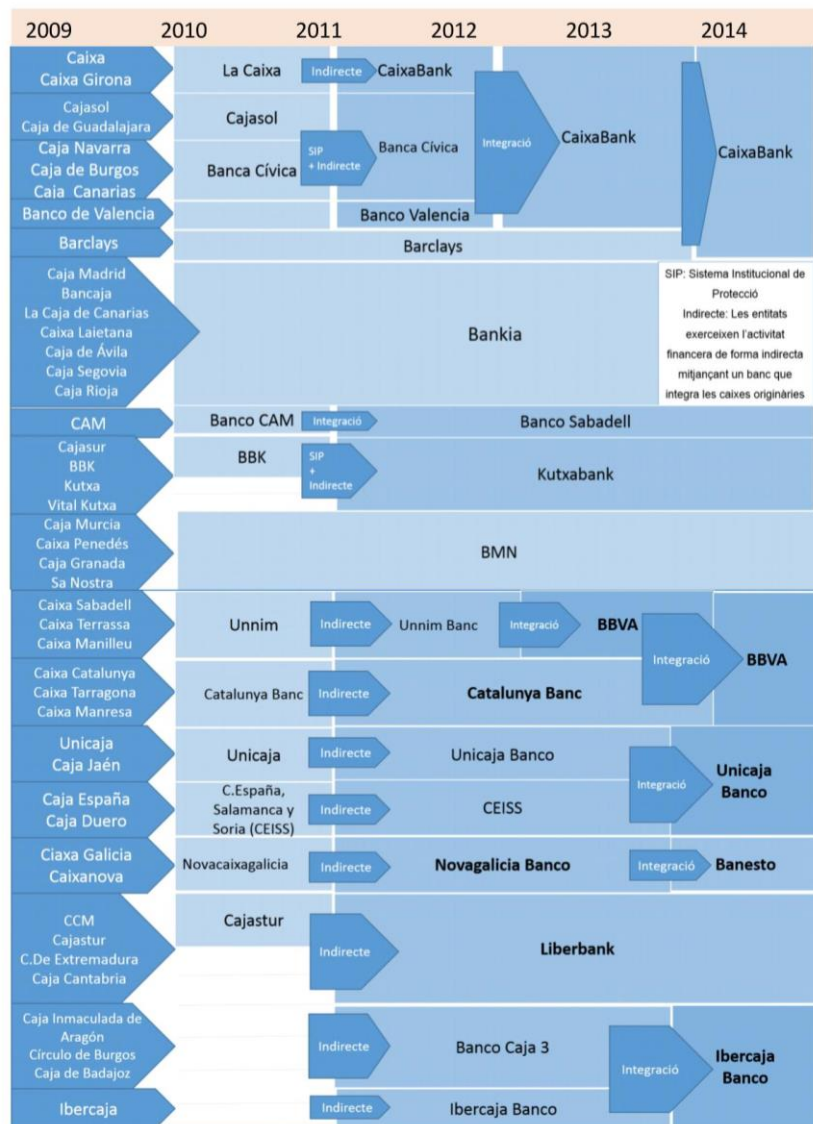 2009 2010 2011 2012 2013 2014
Caixa
Caixa Girona
La Caixa
Indirecte
CaixaBank
Cajasol
Caja de Guadalajara
Cajasol
Caja Navarra
Caja de Burgos
Caja Canarias
Banca Cívica
SIP
+ Indirecte
Banca Cívica
Integració
CaixaBank
CaixaBank
Banco de Valencia
Banco Valencia
Barclays
Barclays
Caja Madrid
Bancaja
La Caja de Canarias
Caixa Laietana
Caja de Ávila
Caja Segovia
Caja Rioja
Bankia
SIP: Sistema Institucional de
Protecció
Indirecte: Les entitats
exerceixen l'activitat
financera de forma indirecta
mitjançant un banc que
integra les caixes originàries
CAM
Banco CAM
Integració
Banco Sabadell
Cajasur
BBK
Kutxa
Vital Kutxa
BBK
SIP
+
Indirecte
Kutxabank
Caja Murcia
Caixa Penedés
Caja Granada
Sa Nostra
BMN
Caixa Sabadell
Caixa Terrassa
Caixa Manilleu
Unnim
Indirecte
Unnim Banc
Integració
BBVA
Integració
BBVA
Caixa Catalunya
Caixa Tarragona
Caixa Manresa
Catalunya Banc
Indirecte
Catalunya Banc
Unicaja
Caja Jaén
Unicaja
Indirecte
Unicaja Banco
Integració
Unicaja
Banco
Caja España
Caja Duero
C.España,
Salamanca y
Soria (CEISS)
Indirecte
CEISS
Ciaxa Galicia
Caixanova
Novacaixagalicia
Indirecte
Novagalicia Banco
Integració
Banesto
CCM
Cajastur
C.De Extremadura
Caja Cantabria
Cajastur
Indirecte
Liberbank
Caja Inmaculada de
Aragón
Círculo de Burgos
Caja de Badajoz
Indirecte
Banco Caja 3
Integració
Ibercaja
Banco
Ibercaja
Indirecte
Ibercaja Banco